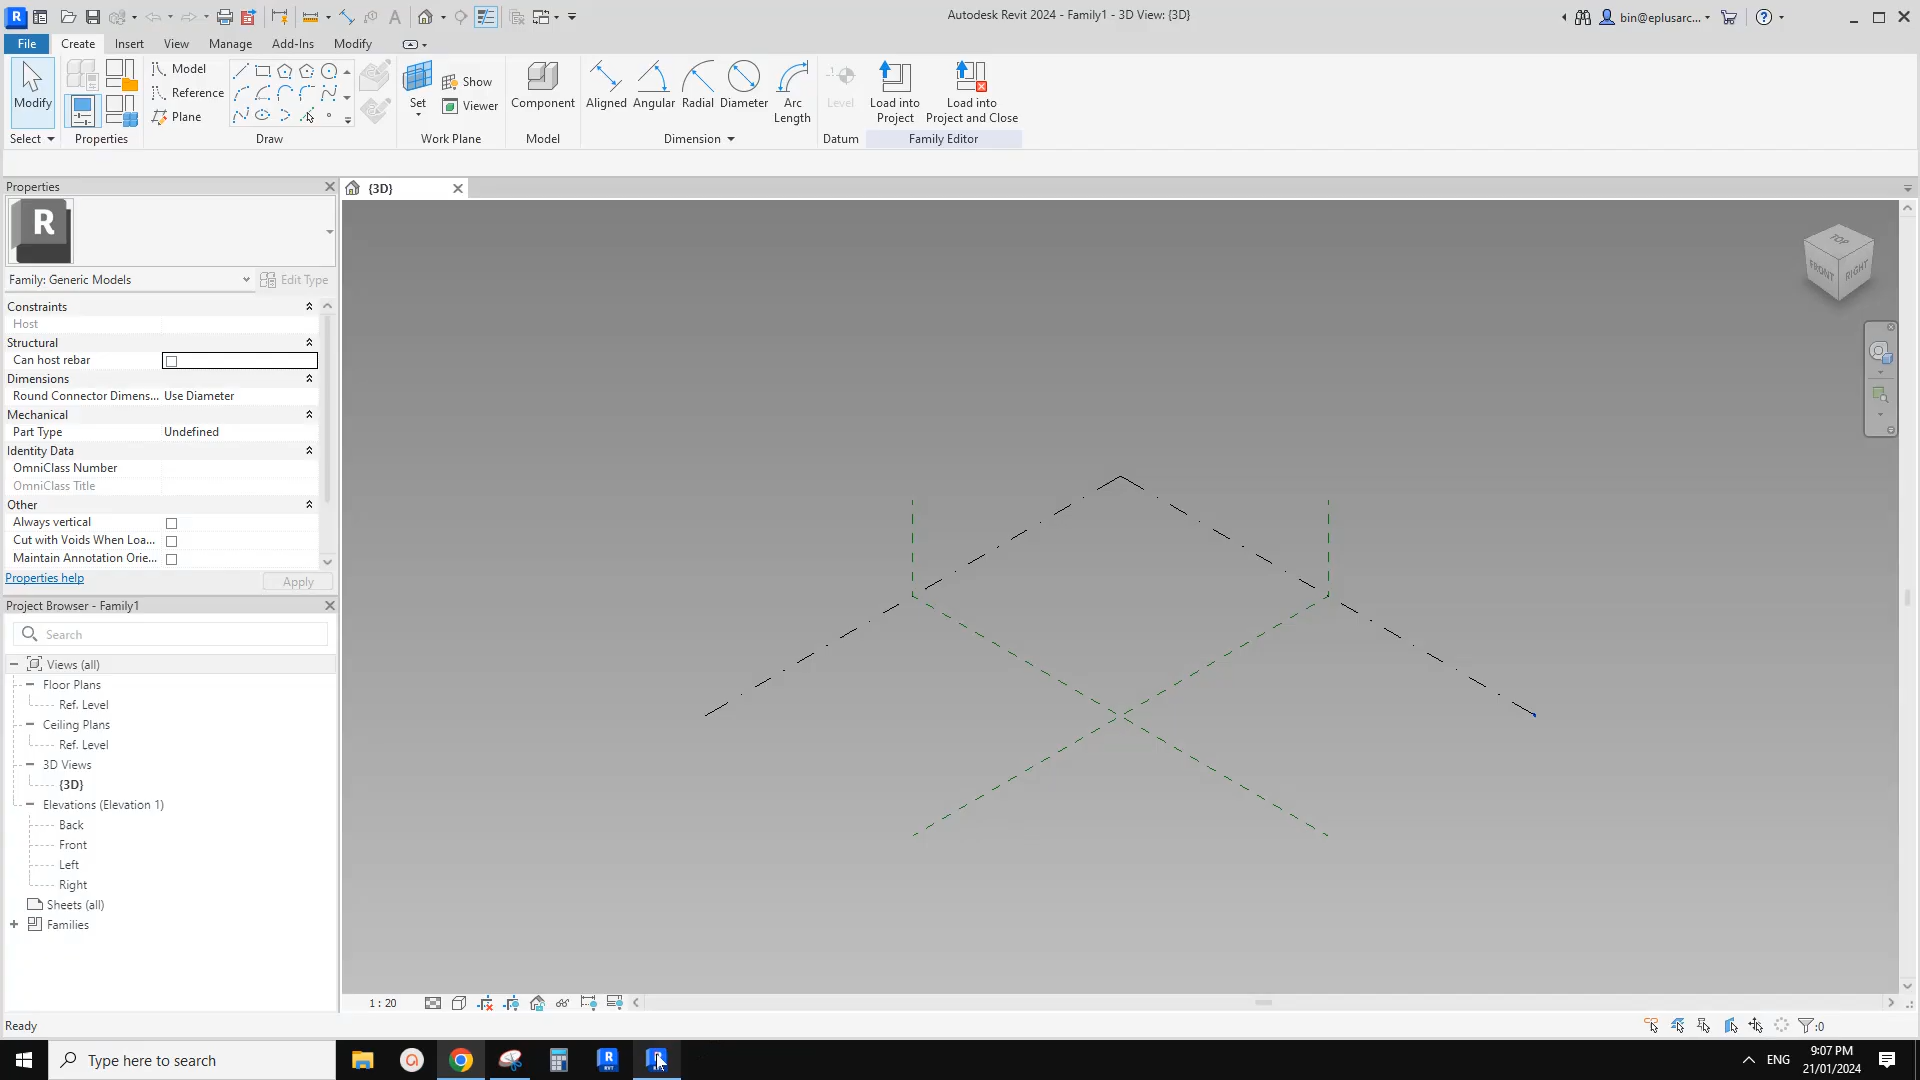 Autodesk Revit 2024 - Family1 - 3D View: {3D}
bin@eplusarc...
File Create Insert View Manage Add-Ins Modify
Modify
Select
Properties
Model
Reference
Plane
Draw
Set
Show
Viewer
Work Plane
Component
Model
Aligned Angular Radial Diameter Arc Length
Dimension
Level
Datum
Load into Project
Load into Project and Close
Family Editor
Properties
{3D}
R
Family: Generic Models
Edit Type
Constraints
Host
Structural
Can host rebar
Dimensions
Round Connector Dimens... Use Diameter
Mechanical
Part Type Undefined
Identity Data
OmniClass Number
OmniClass Title
Other
Always vertical
Cut with Voids When Loa...
Maintain Annotation Orie...
Properties help
Apply
Project Browser - Family1
Search
Views (all)
Floor Plans
Ref. Level
Ceiling Plans
Ref. Level
3D Views
{3D}
Elevations (Elevation 1)
Back
Front
Left
Right
Sheets (all)
Families
TOP
FRONT
RIGHT
1 : 20
Ready
:0
Type here to search
ENG
9:07 PM
21/01/2024